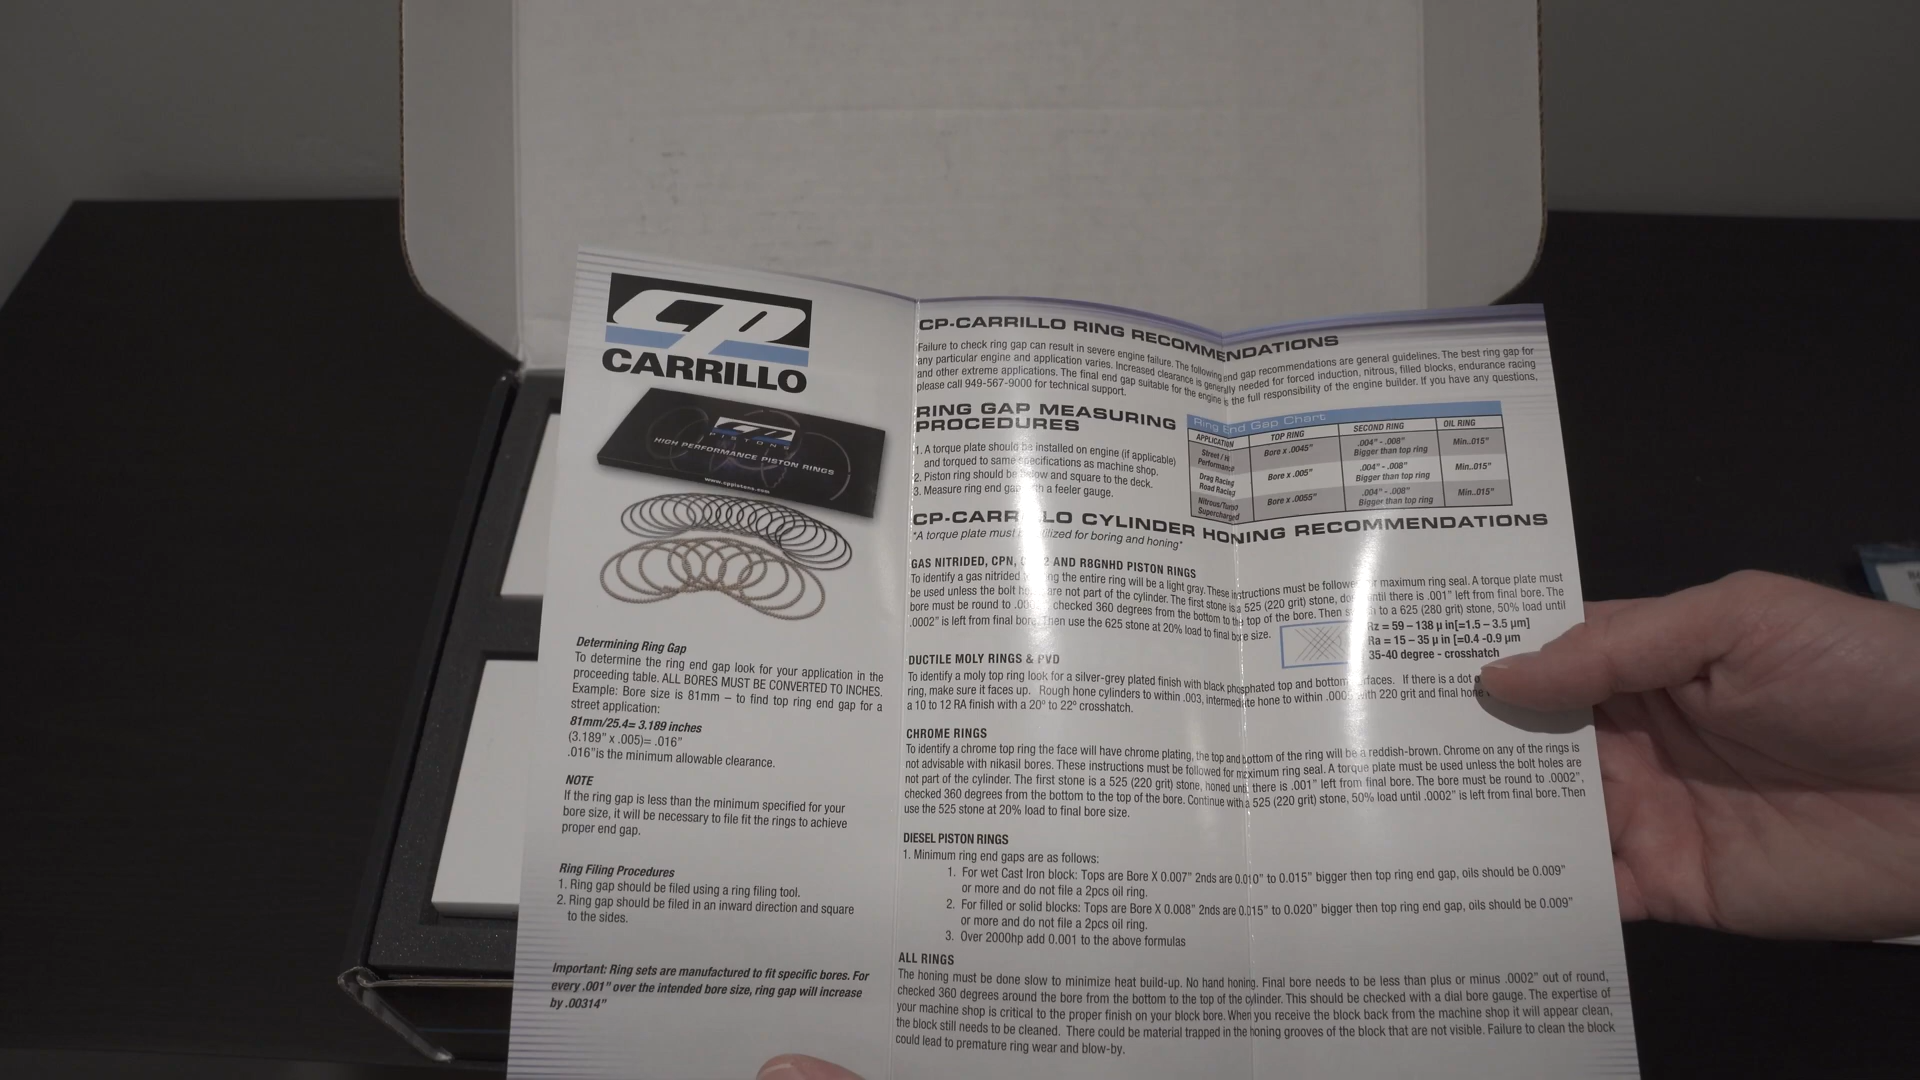 CP
CARRILLO
CP
PISTONS
HIGH PERFORMANCE PISTON RINGS
www.cppistons.com
Determining Ring Gap
To determine the ring end gap look for your application in the
proceeding table. ALL BORES MUST BE CONVERTED TO INCHES.
Example: Bore size is 81mm – to find top ring end gap for a
street application:
81mm/25.4= 3.189 inches
(3.189" x .005)= .016"
.016"is the minimum allowable clearance.
NOTE
If the ring gap is less than the minimum specified for your
bore size, it will be necessary to file fit the rings to achieve
proper end gap.
Ring Filing Procedures
1. Ring gap should be filed using a ring filing tool.
2. Ring gap should be filed in an inward direction and square
to the sides.
Important: Ring sets are manufactured to fit specific bores. For
every .001" over the intended bore size, ring gap will increase
by .00314"
CP-CARRILLO RING RECOMMENDATIONS
Failure to check ring gap can result in severe engine failure. The following end gap recommendations are general guidelines. The best ring gap for
any particular engine and application varies. Increased clearance is generally needed for forced induction, nitrous, filled blocks, endurance racing
and other extreme applications. The final end gap suitable for the engine is the full responsibility of the engine builder. If you have any questions,
please call 949-567-9000 for technical support.
RING GAP MEASURING
PROCEDURES
1. A torque plate should be installed on engine (if applicable)
and torqued to same specifications as machine shop.
2. Piston ring should be below and square to the deck.
3. Measure ring end gap with a feeler gauge.
Ring End Gap Chart
APPLICATION TOP RING SECOND RING OIL RING
Street / Hi Performance Bore x .0045" .004" - .008" Bigger than top ring Min..015"
Drag Racing Road Racing Bore x .005" .004" - .008" Bigger than top ring Min..015"
Nitrous/Turbo Supercharged Bore x .0055" .004" - .008" Bigger than top ring Min..015"
CP-CARRILLO CYLINDER HONING RECOMMENDATIONS
*A torque plate must be utilized for boring and honing*
GAS NITRIDED, CPN, 2 AND R8GNHD PISTON RINGS
To identify a gas nitrided ring the entire ring will be a light gray. These instructions must be followed for maximum ring seal. A torque plate must
be used unless the bolt holes are not part of the cylinder. The first stone is a 525 (220 grit) stone, until there is .001" left from final bore. The
bore must be round to checked 360 degrees from the bottom to the top of the bore. Then to a 625 (280 grit) stone, 50% load until
.0002" is left from final bore. Then use the 625 stone at 20% load to final bore size.
Rz = 59 – 138 µ in[=1.5 – 3.5 µm]
Ra = 15 – 35 µ in [=0.4 -0.9 µm
35-40 degree - crosshatch
DUCTILE MOLY RINGS & PVD
To identify a moly top ring look for a silver-grey plated finish with black phosphated top and bottom faces. If there is a dot
ring, make sure it faces up. Rough hone cylinders to within .003, intermediate hone to within .0005 with 220 grit and final hone
a 10 to 12 RA finish with a 20º to 22º crosshatch.
CHROME RINGS
To identify a chrome top ring the face will have chrome plating, the top and bottom of the ring will be a reddish-brown. Chrome on any of the rings is
not advisable with nikasil bores. These instructions must be followed for maximum ring seal. A torque plate must be used unless the bolt holes are
not part of the cylinder. The first stone is a 525 (220 grit) stone, honed until there is .001" left from final bore. The bore must be round to .0002",
checked 360 degrees from the bottom to the top of the bore. Continue with a 525 (220 grit) stone, 50% load until .0002" is left from final bore. Then
use the 525 stone at 20% load to final bore size.
DIESEL PISTON RINGS
1. Minimum ring end gaps are as follows:
1. For wet Cast Iron block: Tops are Bore X 0.007" 2nds are 0.010" to 0.015" bigger then top ring end gap, oils should be 0.009"
or more and do not file a 2pcs oil ring.
2. For filled or solid blocks: Tops are Bore X 0.008" 2nds are 0.015" to 0.020" bigger then top ring end gap, oils should be 0.009"
or more and do not file a 2pcs oil ring.
3. Over 2000hp add 0.001 to the above formulas
ALL RINGS
The honing must be done slow to minimize heat build-up. No hand honing. Final bore needs to be less than plus or minus .0002" out of round,
checked 360 degrees around the bore from the bottom to the top of the cylinder. This should be checked with a dial bore gauge. The expertise of
your machine shop is critical to the proper finish on your block bore. When you receive the block back from the machine shop it will appear clean,
the block still needs to be cleaned. There could be material trapped in the honing grooves of the block that are not visible. Failure to clean the block
could lead to premature ring wear and blow-by.